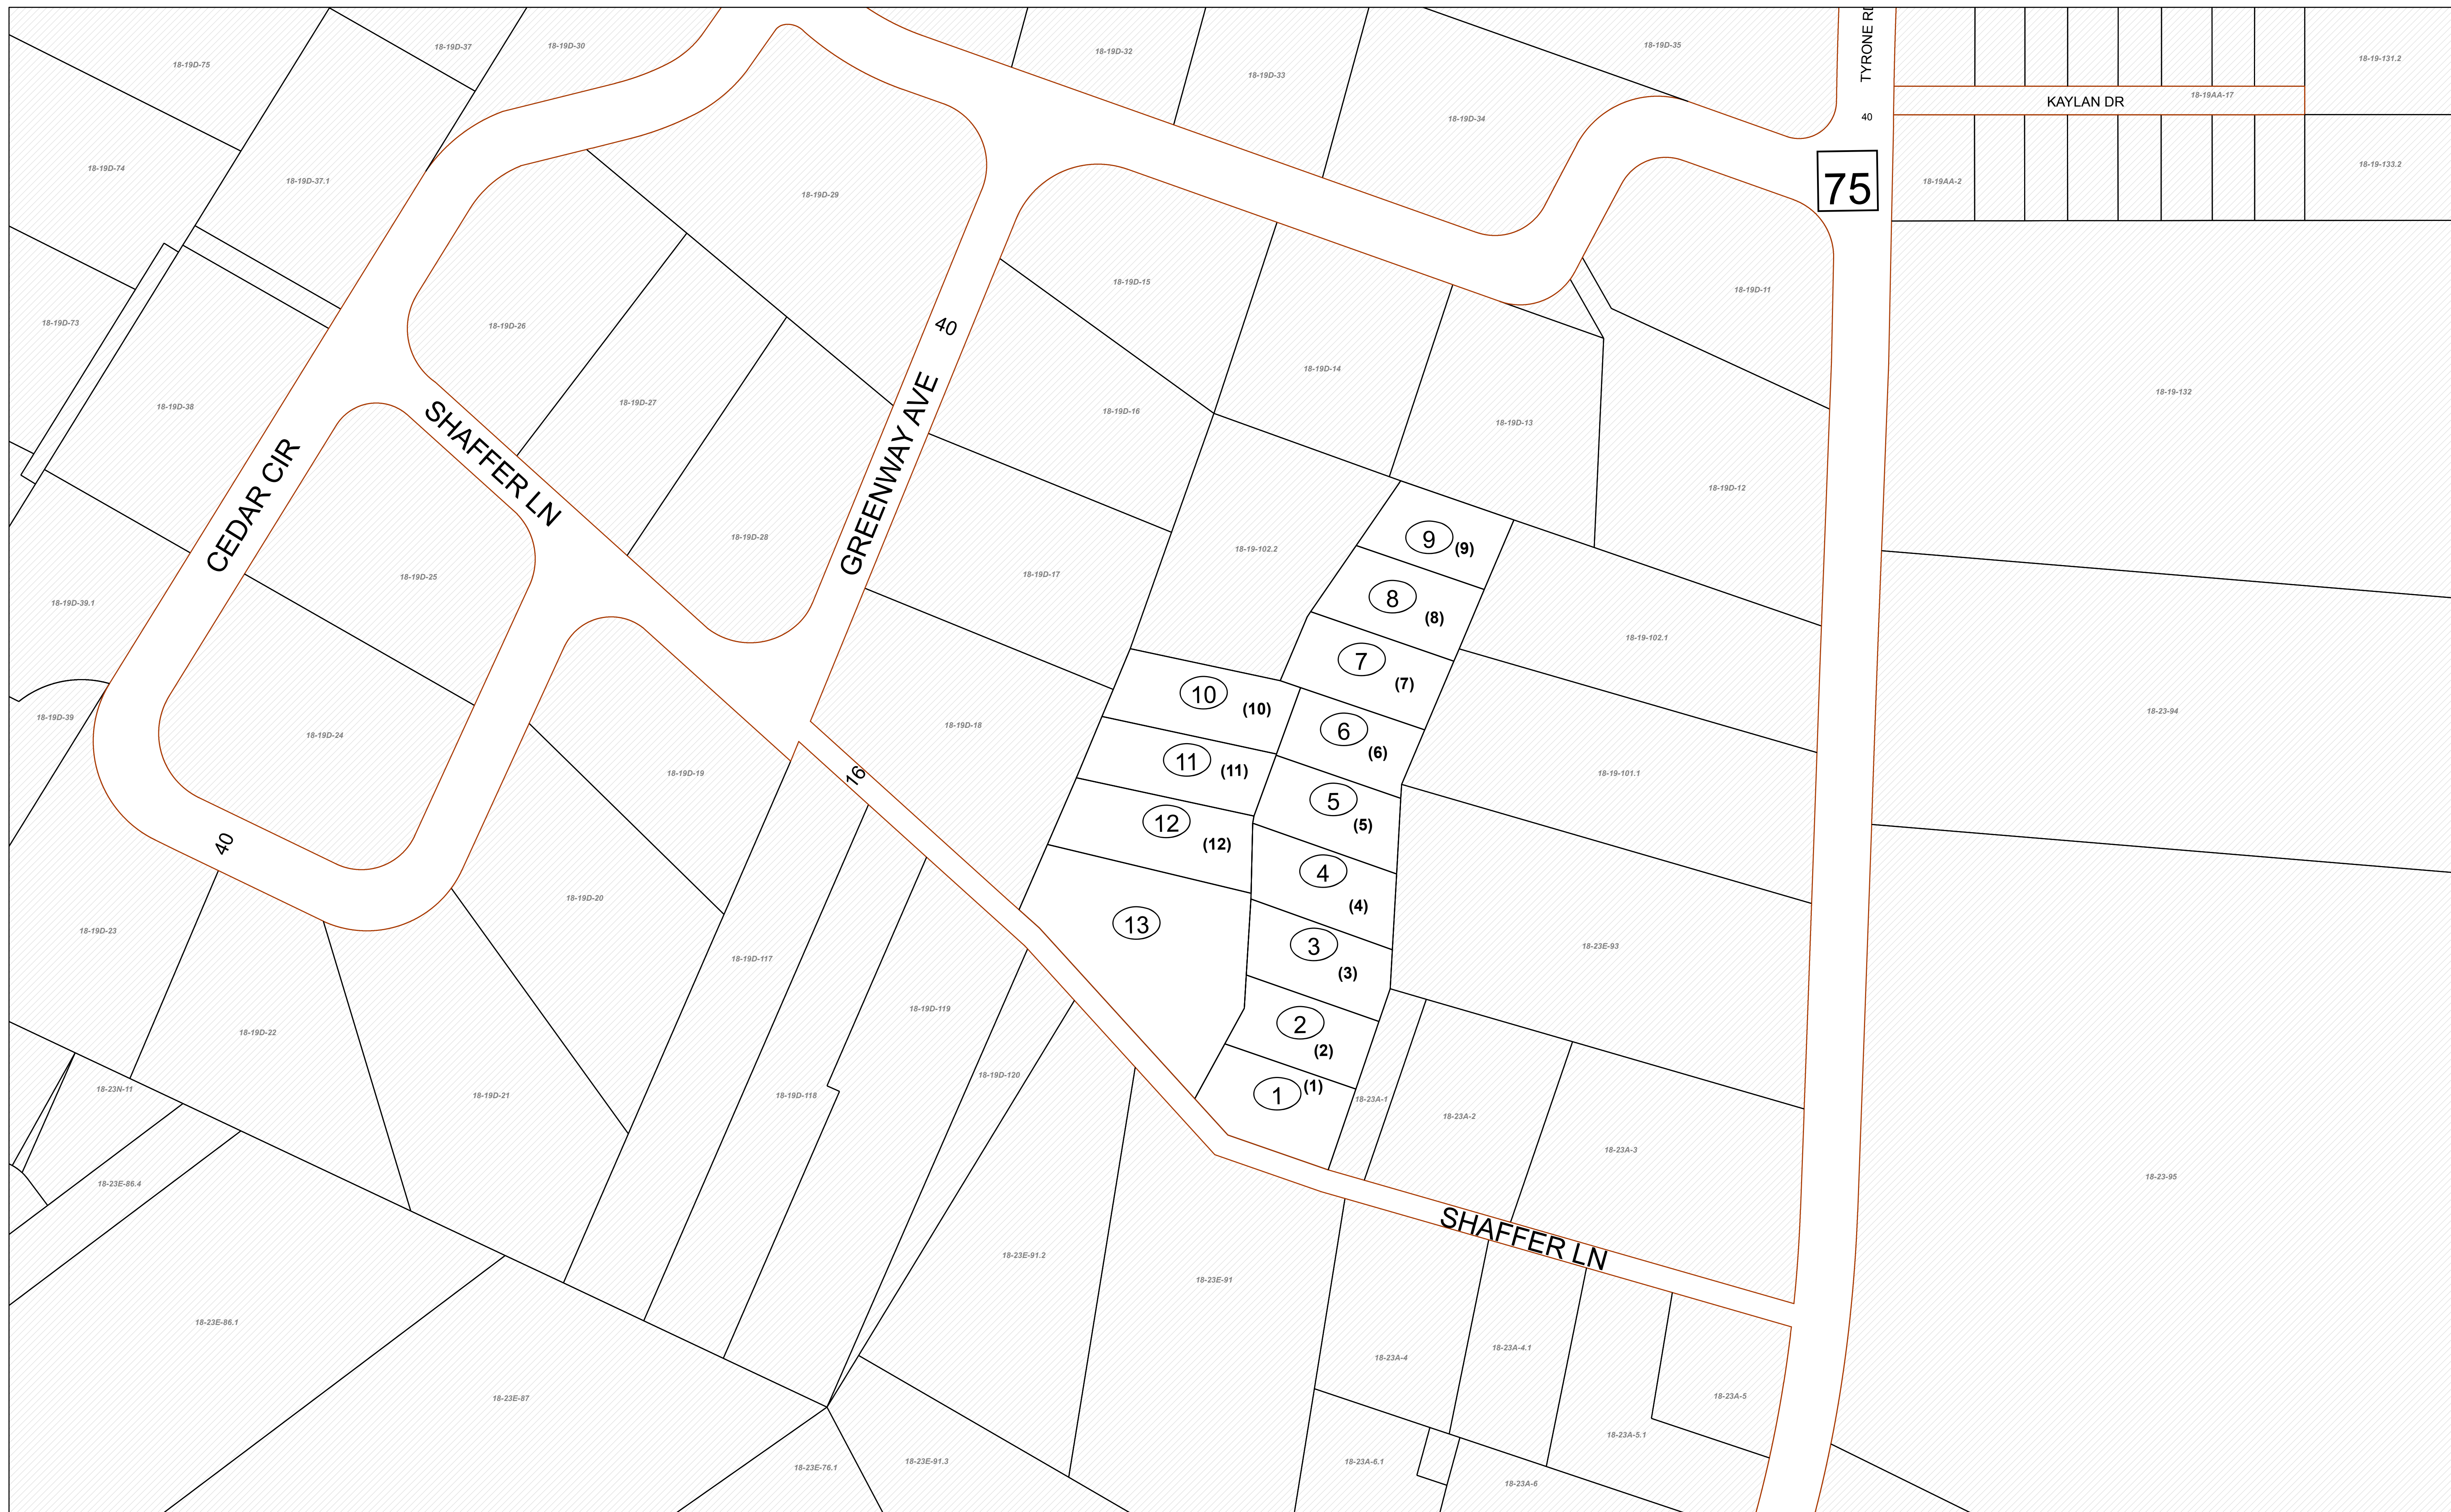 18-19D-75
18-19D-37
18-19D-30
18-19D-32
18-19D-33
18-19D-35
TYRONE RD
18-19-131.2
KAYLAN DR
18-19AA-17
40
18-19D-74
18-19D-37.1
18-19D-29
18-19D-34
75
18-19AA-2
18-19-133.2
18-19D-73
18-19D-26
40
18-19D-15
18-19D-11
18-19D-38
SHAFFER LN
18-19D-27
GREENWAY AVE
18-19D-16
18-19D-14
18-19D-13
18-19-132
CEDAR CIR
18-19D-25
18-19D-28
18-19D-17
18-19-102.2
18-19D-12
9
(9)
8
(8)
18-19D-39.1
18-19-102.1
7
(7)
10
(10)
6
(6)
18-19D-39
18-19D-24
18-19D-19
18-19D-18
18-23-94
16
11
(11)
5
(5)
18-19-101.1
12
(12)
40
4
(4)
18-19D-23
18-19D-20
18-19D-117
13
3
(3)
18-23E-93
18-19D-22
18-19D-119
2
(2)
18-23N-11
18-19D-21
18-19D-118
18-19D-120
1
(1)
18-23A-1
18-23A-2
18-23A-3
18-23-95
18-23E-86.4
18-23E-91.2
18-23E-91
SHAFFER LN
18-23E-86.1
18-23E-87
18-23A-4
18-23A-4.1
18-23A-5
18-23A-5.1
18-23E-76.1
18-23E-91.3
18-23A-6.1
18-23A-6